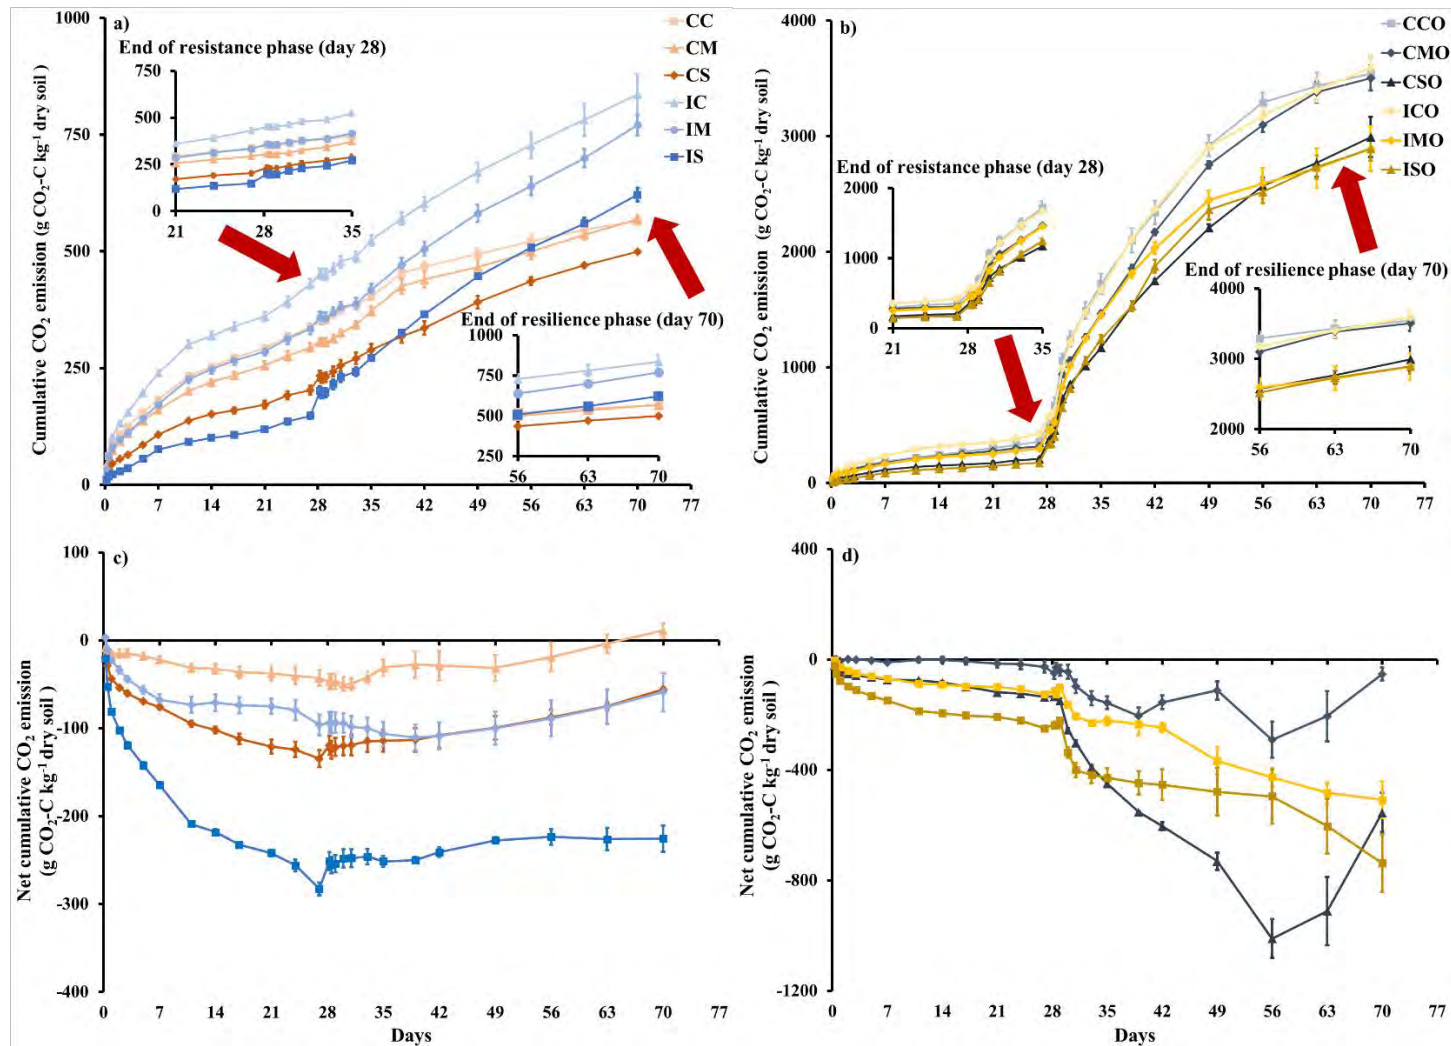 a)
1000
750
500
250
0
Cumulative CO₂ emission (g CO₂-C kg⁻¹ dry soil )
0 7 14 21 28 35 42 49 56 63 70 77
End of resistance phase (day 28)
750
500
250
0
21 28 35
End of resilience phase (day 70)
1000
750
500
250
56 63 70
CC
CM
CS
IC
IM
IS
b)
4000
3000
2000
1000
0
Cumulative CO₂ emission (g CO₂-C kg⁻¹ dry soil )
0 7 14 21 28 35 42 49 56 63 70 77
End of resistance phase (day 28)
2000
1000
0
21 28 35
End of resilience phase (day 70)
4000
3000
2000
56 63 70
CCO
CMO
CSO
ICO
IMO
ISO
c)
100
0
-100
-200
-300
-400
Net cumulative CO₂ emission
(g CO₂-C kg⁻¹ dry soil )
0 7 14 21 28 35 42 49 56 63 70 77
Days
d)
400
0
-400
-800
-1200
Net cumulative CO₂ emission
(g CO₂-C kg⁻¹ dry soil )
0 7 14 21 28 35 42 49 56 63 70 77
Days